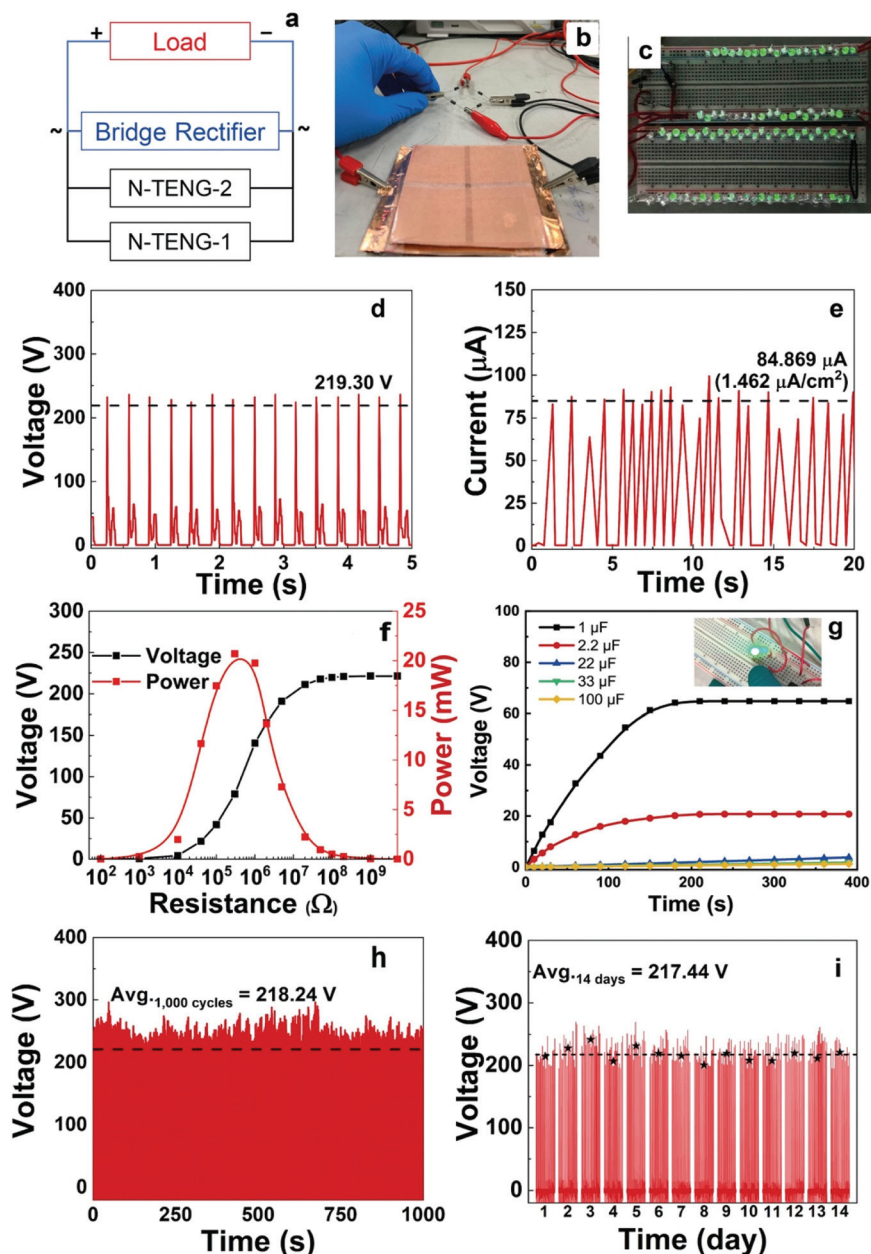 a
+ Load −
~ Bridge Rectifier ~
N-TENG-2
N-TENG-1
b
c
d
Voltage (V)
400
300
200
100
0
219.30 V
0 1 2 3 4 5
Time (s)
e
Current (μA)
150
125
100
75
50
25
0
84.869 μA
(1.462 μA/cm²)
0 5 10 15 20
Time (s)
f
Voltage (V)
300
250
200
150
100
50
0
Voltage
Power
Power (mW)
25
20
15
10
5
0
10² 10³ 10⁴ 10⁵ 10⁶ 10⁷ 10⁸ 10⁹
Resistance (Ω)
g
Voltage (V)
100
80
60
40
20
0
1 μF
2.2 μF
22 μF
33 μF
100 μF
0 100 200 300 400
Time (s)
h
Voltage (V)
400
300
200
100
0
Avg.1,000 cycles = 218.24 V
0 250 500 750 1000
Time (s)
i
Voltage (V)
400
300
200
100
0
Avg.14 days = 217.44 V
1 2 3 4 5 6 7 8 9 10 11 12 13 14
Time (day)